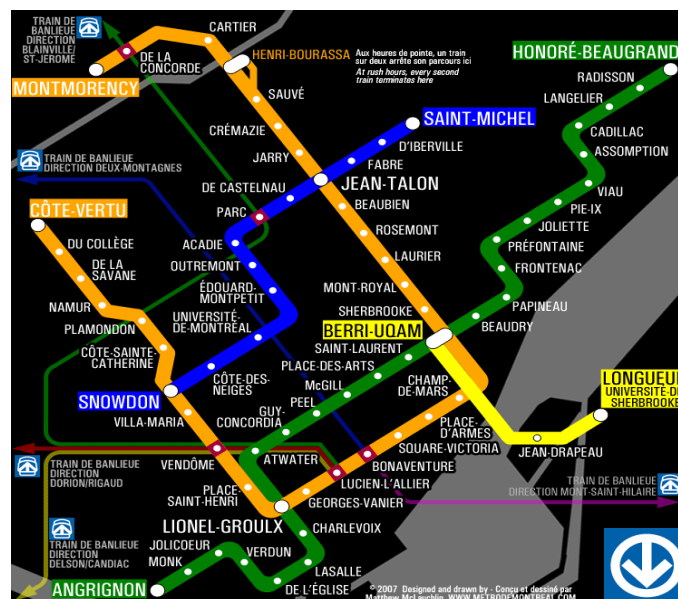 TRAIN DE
BANLIEUE
DIRECTION
BLAINVILLE/
ST-JEROME
CARTIER
DE LA
CONCORDE
MONTMORENCY
HENRI-BOURASSA
Aux heures de pointe, un train
sur deux arrête son parcours ici
At rush hours, every second
train terminates here
HONORÉ-BEAUGRAND
RADISSON
LANGELIER
CADILLAC
ASSOMPTION
VIAU
PIE-IX
JOLIETTE
PRÉFONTAINE
FRONTENAC
PAPINEAU
BEAUDRY
SAUVÉ
CRÉMAZIE
JARRY
SAINT-MICHEL
D'IBERVILLE
FABRE
JEAN-TALON
DE CASTELNAU
PARC
ACADIE
OUTREMONT
ÉDOUARD-
MONTPETIT
UNIVERSITÉ-
DE-MONTRÉAL
CÔTE-DES-
NEIGES
SNOWDON
TRAIN DE BANLIEUE
DIRECTION DEUX-MONTAGNES
CÔTE-VERTU
DU COLLÈGE
DE LA
SAVANE
NAMUR
PLAMONDON
CÔTE-SAINTE-
CATHERINE
VILLA-MARIA
VENDÔME
PLACE-
SAINT-HENRI
LIONEL-GROULX
BEAUBIEN
ROSEMONT
LAURIER
MONT-ROYAL
SHERBROOKE
BERRI-UQAM
SAINT-LAURENT
PLACE-DES-ARTS
McGILL
PEEL
GUY-
CONCORDIA
ATWATER
CHAMP-
DE-MARS
PLACE-
D'ARMES
SQUARE-VICTORIA
BONAVENTURE
LUCIEN-L'ALLIER
GEORGES-VANIER
LONGUEUI
UNIVERSITÉ-DE
SHERBROOKE
JEAN-DRAPEAU
TRAIN DE BANLIEUE
DIRECTION MONT-SAINT-HILAIRE
TRAIN DE BANLIEUE
DIRECTION
DORION/RIGAUD
TRAIN DE BANLIEUE
DIRECTION
DELSON/CANDIAC
CHARLEVOIX
LASALLE
DE L'ÉGLISE
VERDUN
JOLICOEUR
MONK
ANGRIGNON
© 2007 Designed and drawn by - Conçu et dessiné par
Matthew McLauchlin, WWW.METRODEMONTREAL.COM